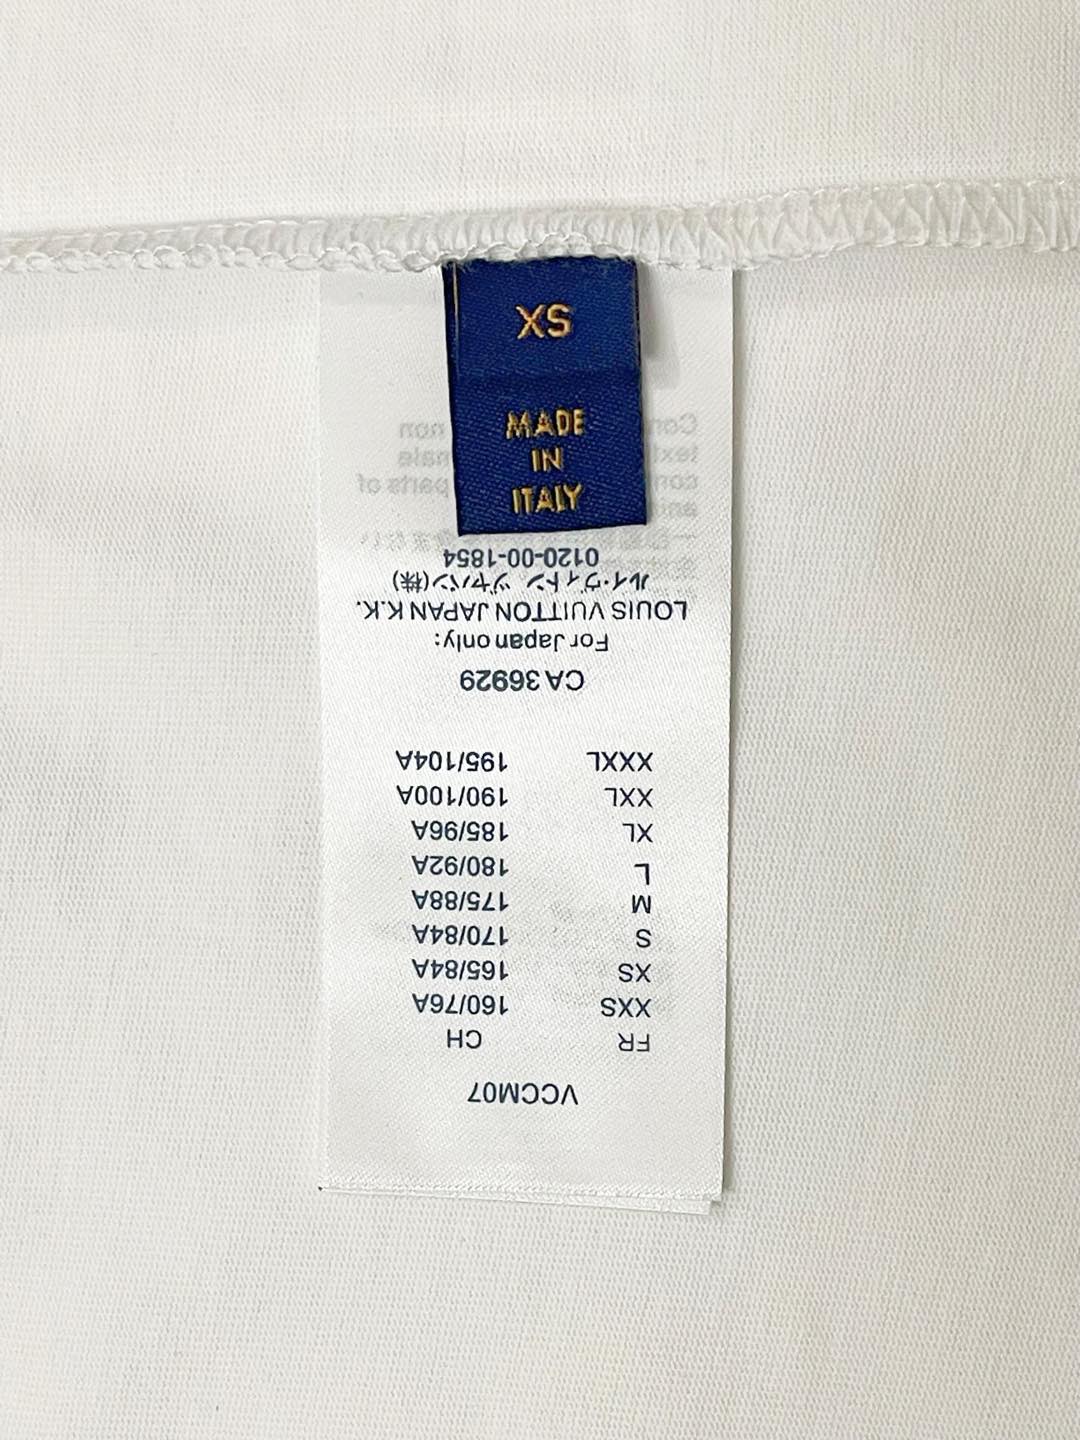 XS
MADE
IN
ITALY
VCCM07
FR CH
XXS 160/76A
XS 165/84A
S 170/84A
M 175/88A
L 180/92A
XL 185/96A
XXL 190/100A
XXXL 195/104A
CA 36929
For Japan only:
LOUIS VUITTON JAPAN K.K.
ルイ・ヴィトン ジャパン(株)
0120-00-1854